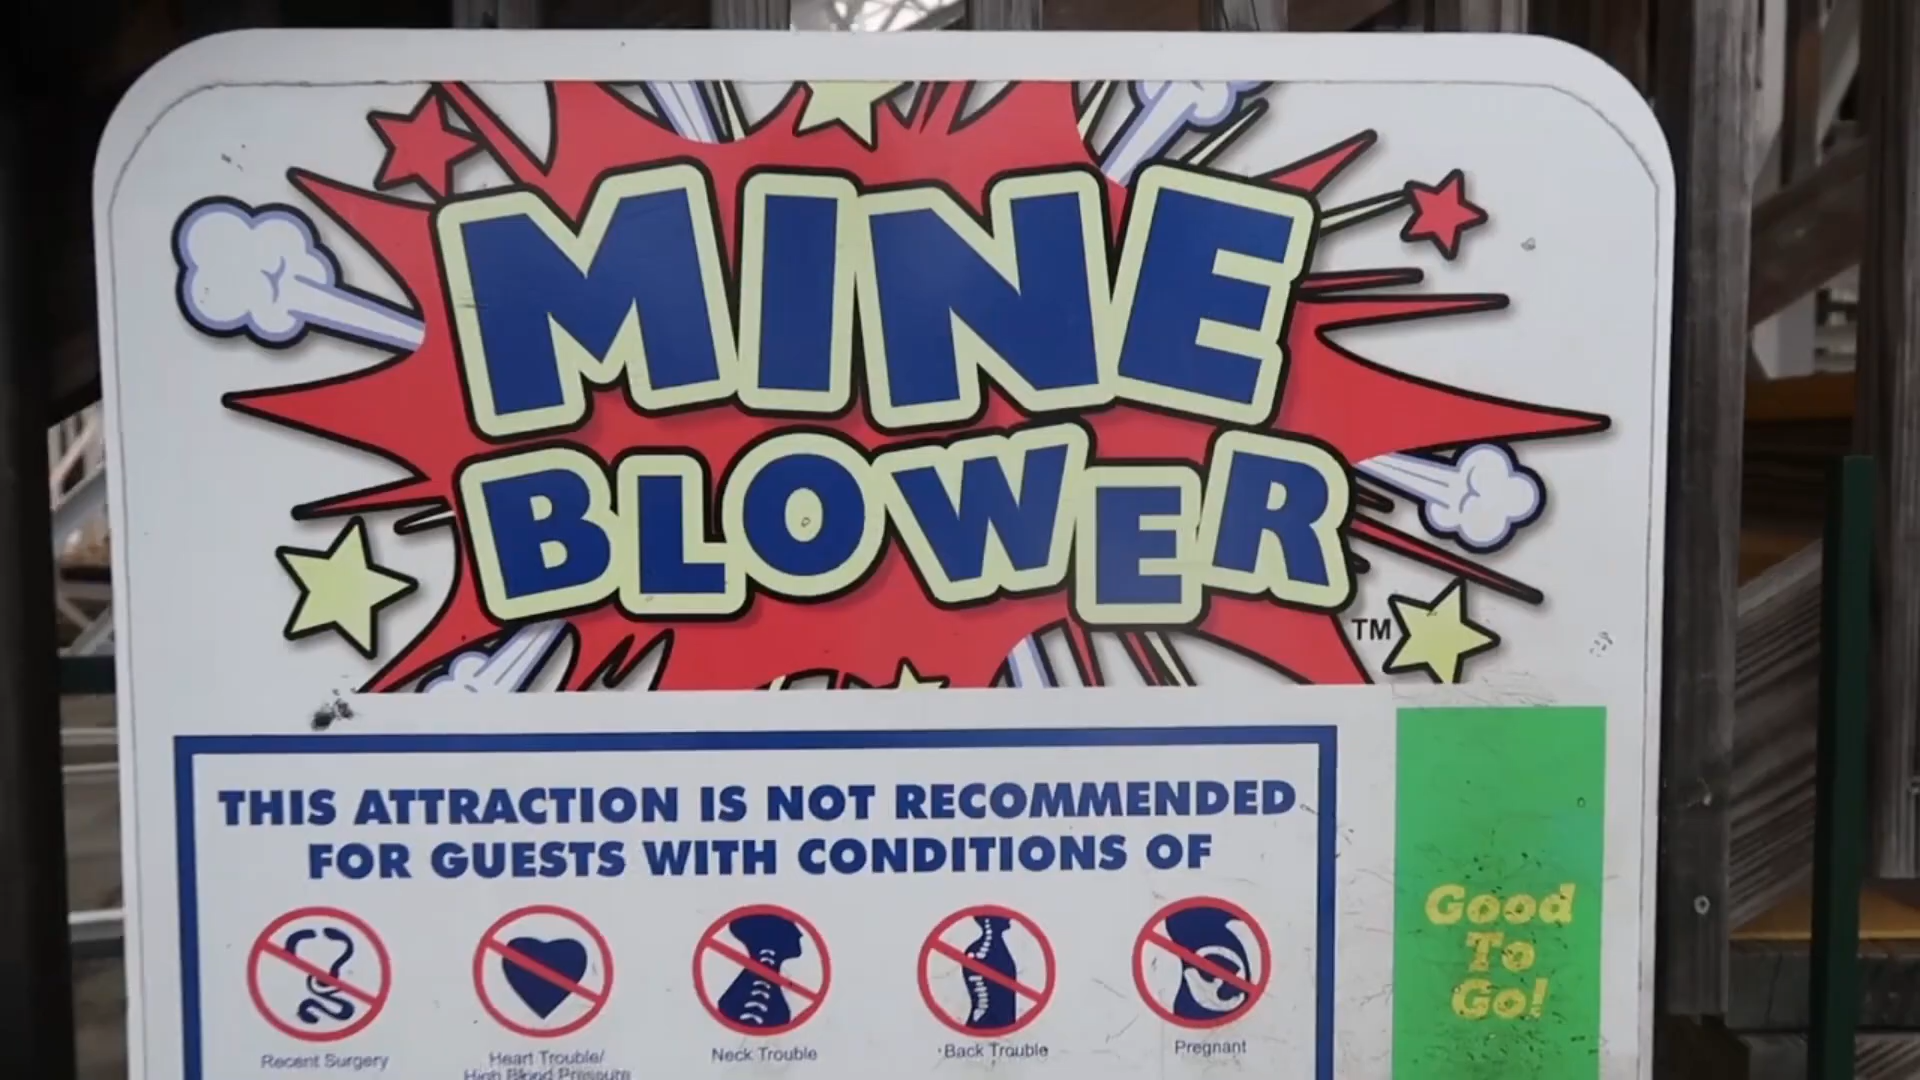 MINE
BLOWER
TM
THIS ATTRACTION IS NOT RECOMMENDED
FOR GUESTS WITH CONDITIONS OF
Recent Surgery
Heart Trouble/
High Blood Pressure
Neck Trouble
Back Trouble
Pregnant
Good
To
Go!